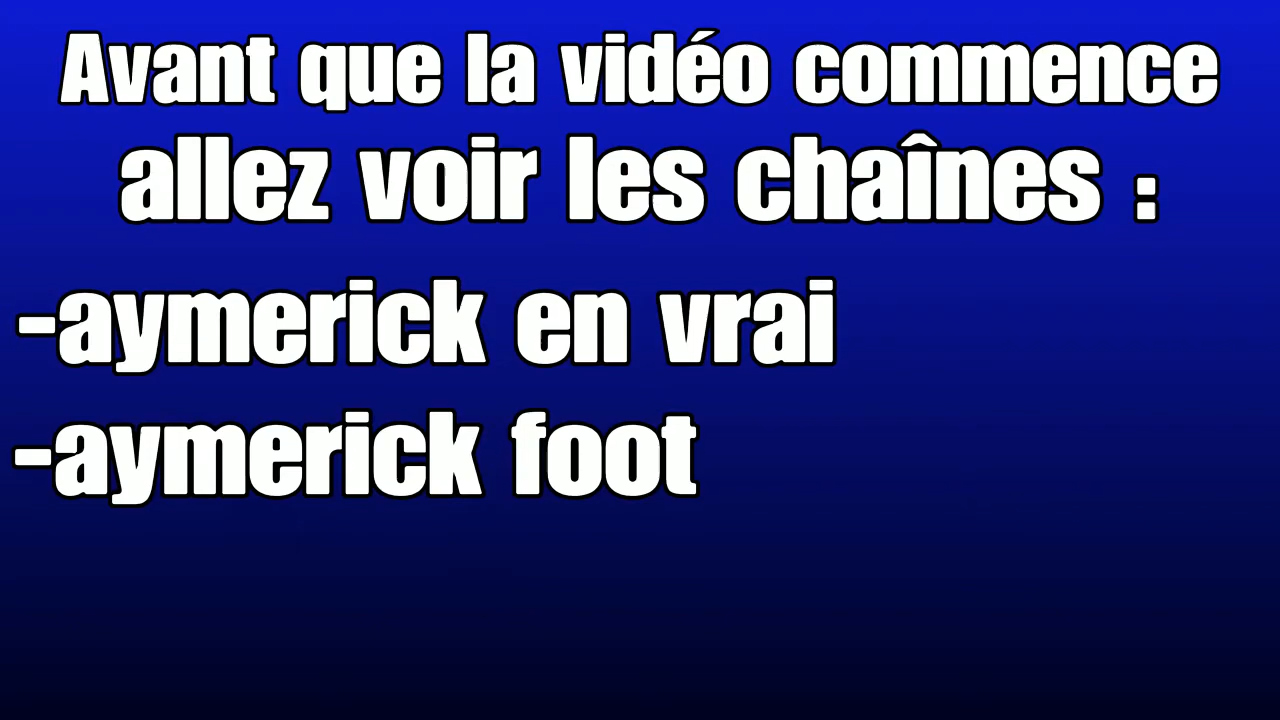 Avant que la vidéo commence
allez voir les chaînes :
-aymerick en vrai
-aymerick foot